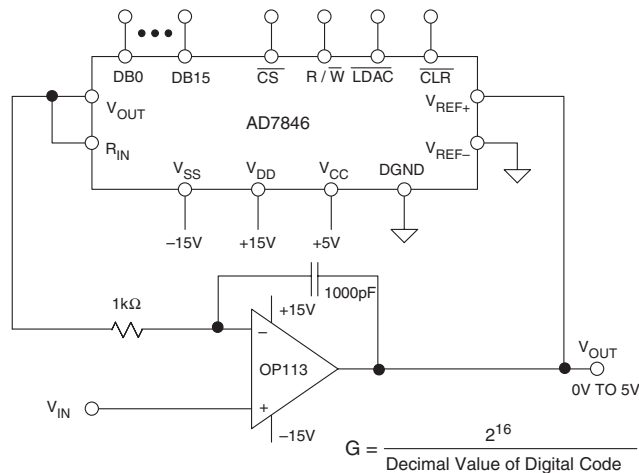 DB0 DB15 CS R / W LDAC CLR
VOUT
VREF+
AD7846
RIN
VREF–
VSS VDD VCC DGND
–15V +15V +5V
1000pF
1kΩ
+15V
–
OP113
VOUT
0V TO 5V
VIN
+
–15V
G = 2^16 / Decimal Value of Digital Code